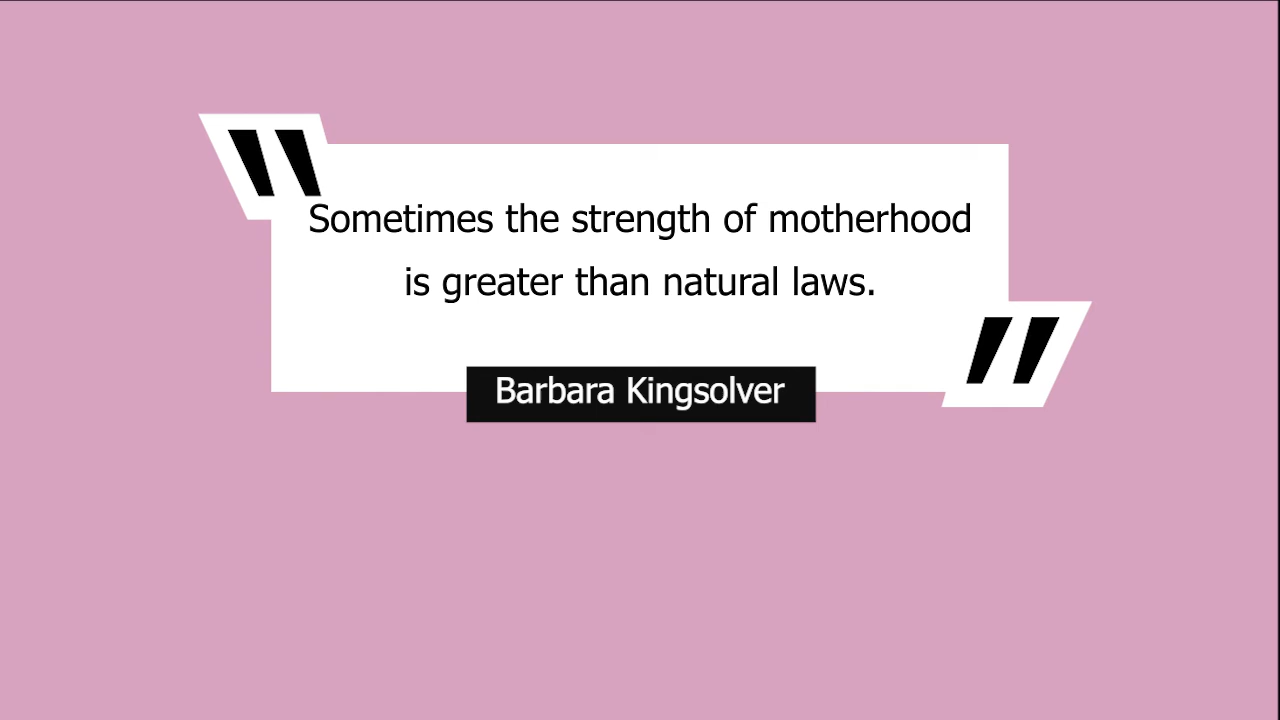 "
Sometimes the strength of motherhood
is greater than natural laws.
"
Barbara Kingsolver